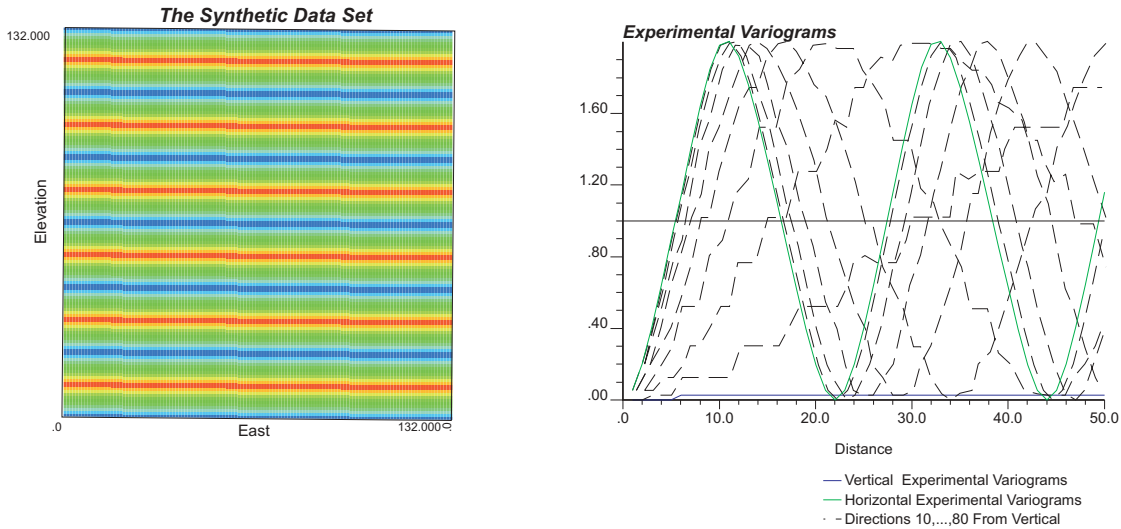 The Synthetic Data Set
132.000
Elevation
.0
East
132.000
Experimental Variograms
1.60
1.20
.80
.40
.00
.0
10.0
20.0
30.0
40.0
50.0
Distance
Vertical Experimental Variograms
Horizontal Experimental Variograms
Directions 10,...,80 From Vertical